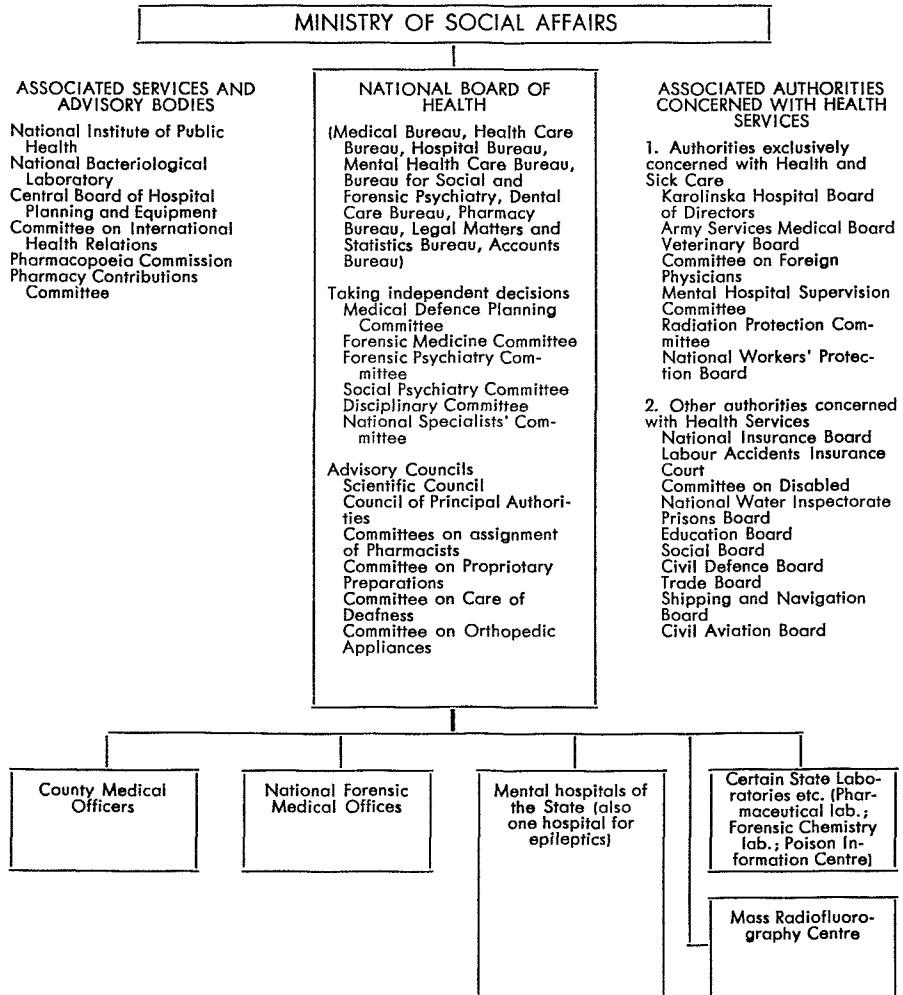 MINISTRY OF SOCIAL AFFAIRS
ASSOCIATED SERVICES AND
ADVISORY BODIES
National Institute of Public
Health
National Bacteriological
Laboratory
Central Board of Hospital
Planning and Equipment
Committee on International
Health Relations
Pharmacopoeia Commission
Pharmacy Contributions
Committee
NATIONAL BOARD OF
HEALTH
(Medical Bureau, Health Care
Bureau, Hospital Bureau,
Mental Health Care Bureau,
Bureau for Social and
Forensic Psychiatry, Dental
Care Bureau, Pharmacy
Bureau, Legal Matters and
Statistics Bureau, Accounts
Bureau)
Taking independent decisions
Medical Defence Planning
Committee
Forensic Medicine Committee
Forensic Psychiatry Com-
mittee
Social Psychiatry Committee
Disciplinary Committee
National Specialists' Com-
mittee
Advisory Councils
Scientific Council
Council of Principal Authori-
ties
Committees on assignment
of Pharmacists
Committee on Propriotary
Preparations
Committee on Care of
Deafness
Committee on Orthopedic
Appliances
ASSOCIATED AUTHORITIES
CONCERNED WITH HEALTH
SERVICES
1. Authorities exclusively
concerned with Health and
Sick Care
Karolinska Hospital Board
of Directors
Army Services Medical Board
Veterinary Board
Committee on Foreign
Physicians
Mental Hospital Supervision
Committee
Radiation Protection Com-
mittee
National Workers' Protec-
tion Board
2. Other authorities concerned
with Health Services
National Insurance Board
Labour Accidents Insurance
Court
Committee on Disabled
National Water Inspectorate
Prisons Board
Education Board
Social Board
Civil Defence Board
Trade Board
Shipping and Navigation
Board
Civil Aviation Board
County Medical
Officers
National Forensic
Medical Offices
Mental hospitals of
the State (also
one hospital for
epileptics)
Certain State Labo-
ratories etc. (Phar-
maceutical lab.;
Forensic Chemistry
lab.; Poison In-
formation Centre)
Mass Radiofluoro-
graphy Centre